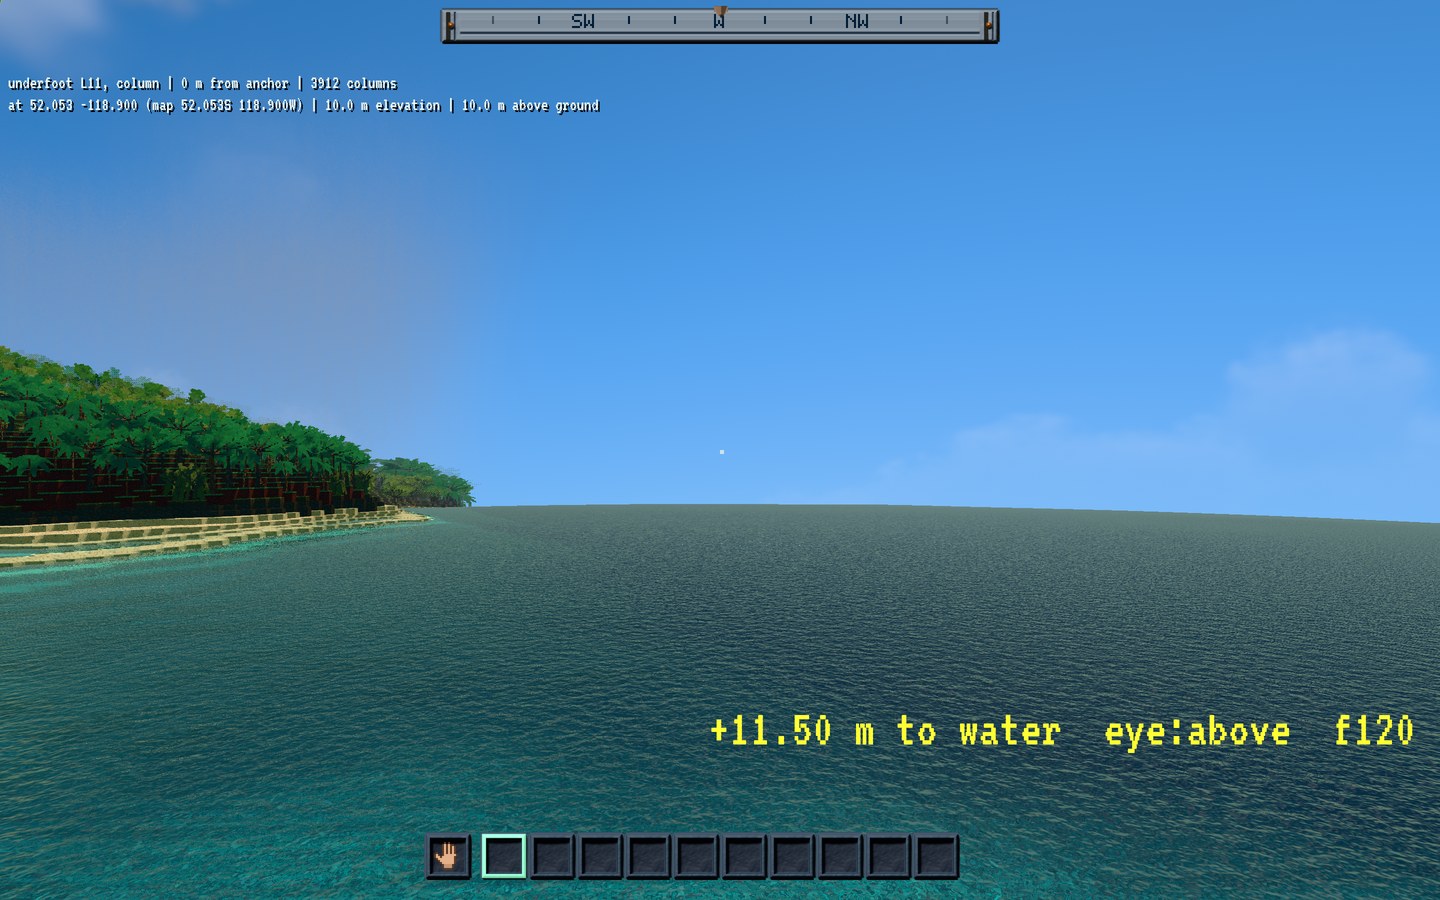 SW W NW
underfoot L11, column | 0 m from anchor | 3912 columns
at 52.053 -118.900 (map 52.053S 118.900W) | 10.0 m elevation | 10.0 m above ground
+11.50 m to water eye:above f120